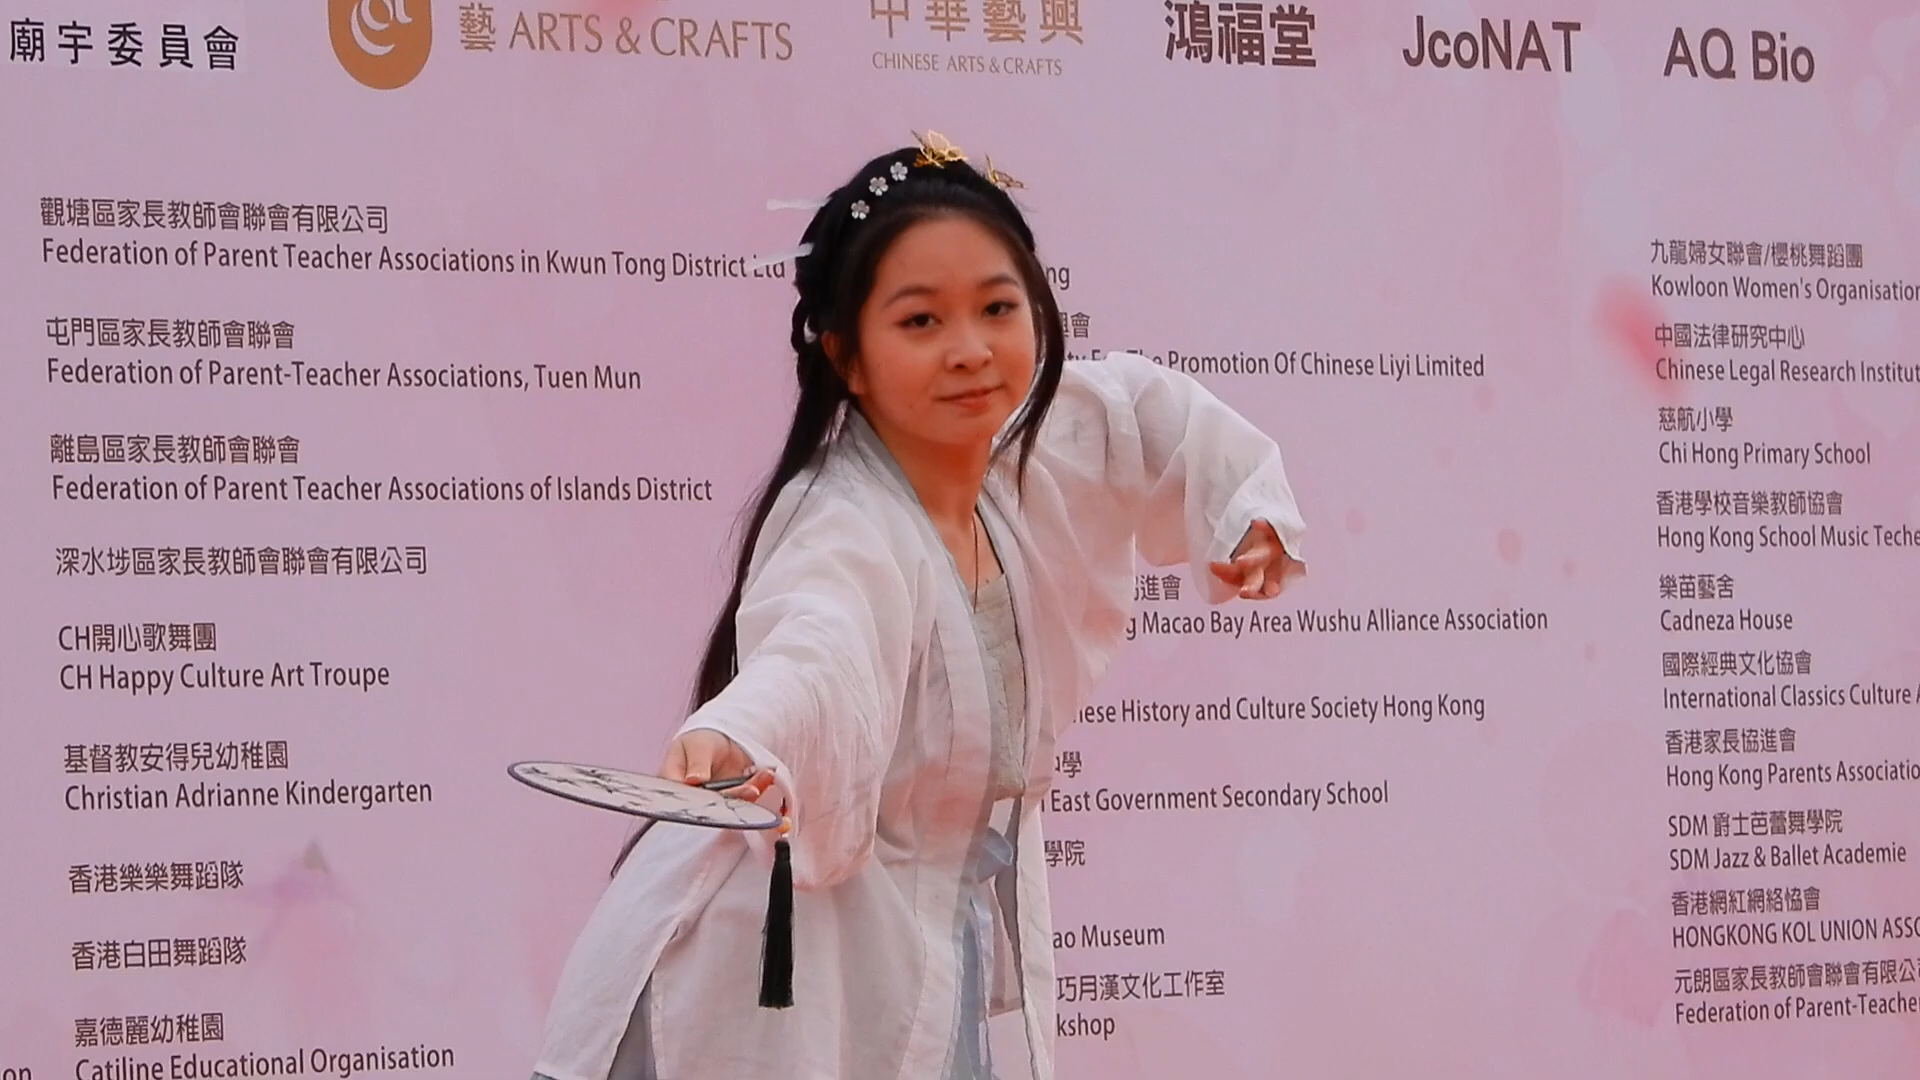 廟宇委員會
藝 ARTS & CRAFTS
中華藝興
CHINESE ARTS & CRAFTS
鴻福堂
JcoNAT
AQ Bio
觀塘區家長教師會聯會有限公司
Federation of Parent Teacher Associations in Kwun Tong District Ltd
屯門區家長教師會聯會
Federation of Parent-Teacher Associations, Tuen Mun
離島區家長教師會聯會
Federation of Parent Teacher Associations of Islands District
深水埗區家長教師會聯會有限公司
CH開心歌舞團
CH Happy Culture Art Troupe
基督教安得兒幼稚園
Christian Adrianne Kindergarten
香港樂樂舞蹈隊
香港白田舞蹈隊
嘉德麗幼稚園
Catiline Educational Organisation
on
ng
會
The Promotion Of Chinese Liyi Limited
進會
g Macao Bay Area Wushu Alliance Association
nese History and Culture Society Hong Kong
中學
East Government Secondary School
學院
ao Museum
巧月漢文化工作室
kshop
九龍婦女聯會/櫻桃舞蹈團
Kowloon Women's Organisation
中國法律研究中心
Chinese Legal Research Institut
慈航小學
Chi Hong Primary School
香港學校音樂教師協會
Hong Kong School Music Teche
樂苗藝舍
Cadneza House
國際經典文化協會
International Classics Culture
香港家長協進會
Hong Kong Parents Associatio
SDM 爵士芭蕾舞學院
SDM Jazz & Ballet Academie
香港網紅網絡協會
HONGKONG KOL UNION ASSO
元朗區家長教師會聯會有限公司
Federation of Parent-Teacher